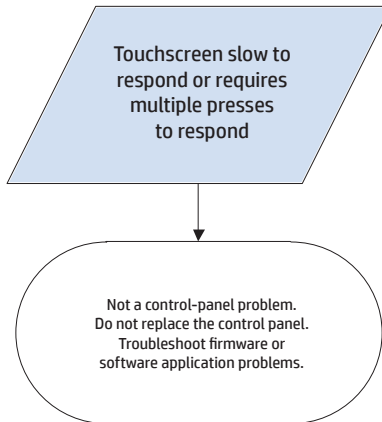 Touchscreen slow to
respond or requires
multiple presses
to respond
Not a control-panel problem.
Do not replace the control panel.
Troubleshoot firmware or
software application problems.